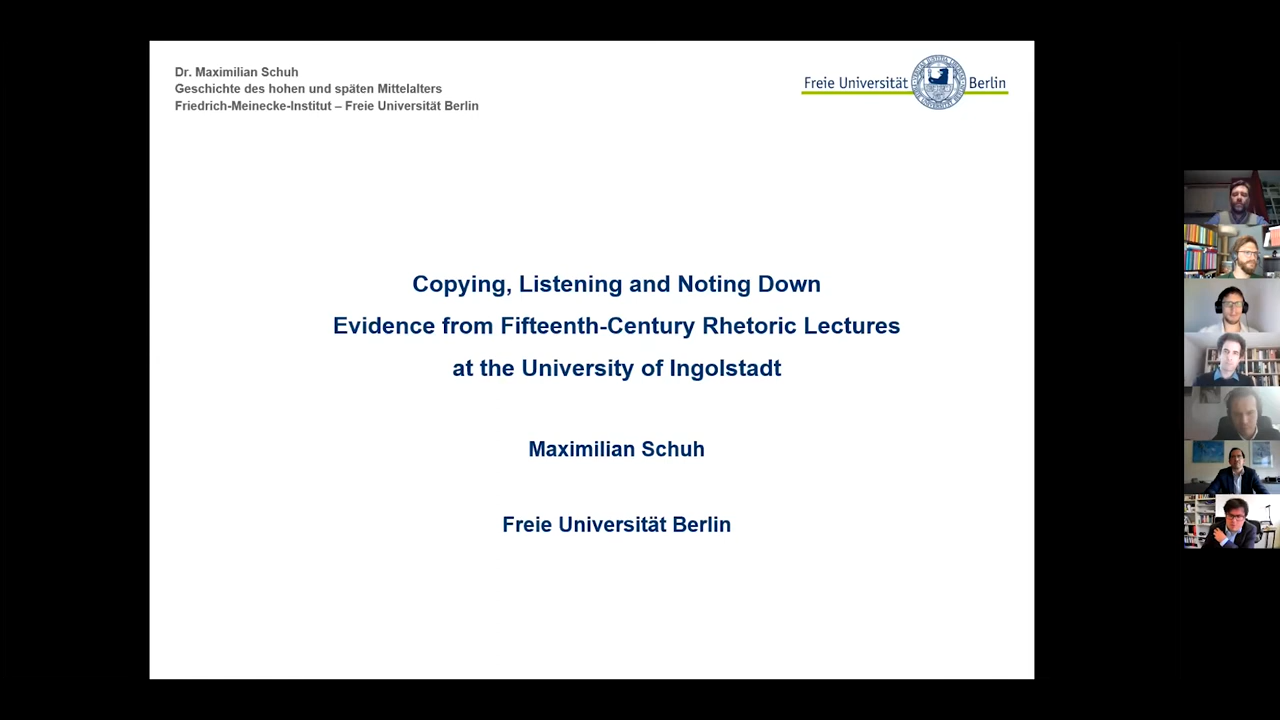 Dr. Maximilian Schuh
Geschichte des hohen und späten Mittelalters
Friedrich-Meinecke-Institut – Freie Universität Berlin
Freie Universität Berlin
Copying, Listening and Noting Down
Evidence from Fifteenth-Century Rhetoric Lectures
at the University of Ingolstadt
Maximilian Schuh
Freie Universität Berlin